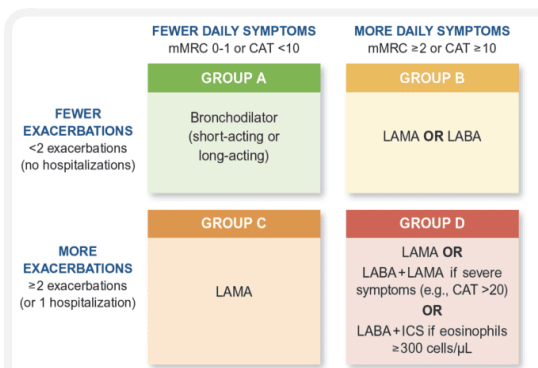 FEWER DAILY SYMPTOMS
mMRC 0-1 or CAT <10
MORE DAILY SYMPTOMS
mMRC ≥2 or CAT ≥10
FEWER
EXACERBATIONS
<2 exacerbations
(no hospitalizations)
GROUP A
Bronchodilator
(short-acting or
long-acting)
GROUP B
LAMA OR LABA
MORE
EXACERBATIONS
≥2 exacerbations
(or 1 hospitalization)
GROUP C
LAMA
GROUP D
LAMA OR
LABA+LAMA if severe
symptoms (e.g., CAT >20)
OR
LABA+ICS if eosinophils
≥300 cells/µL